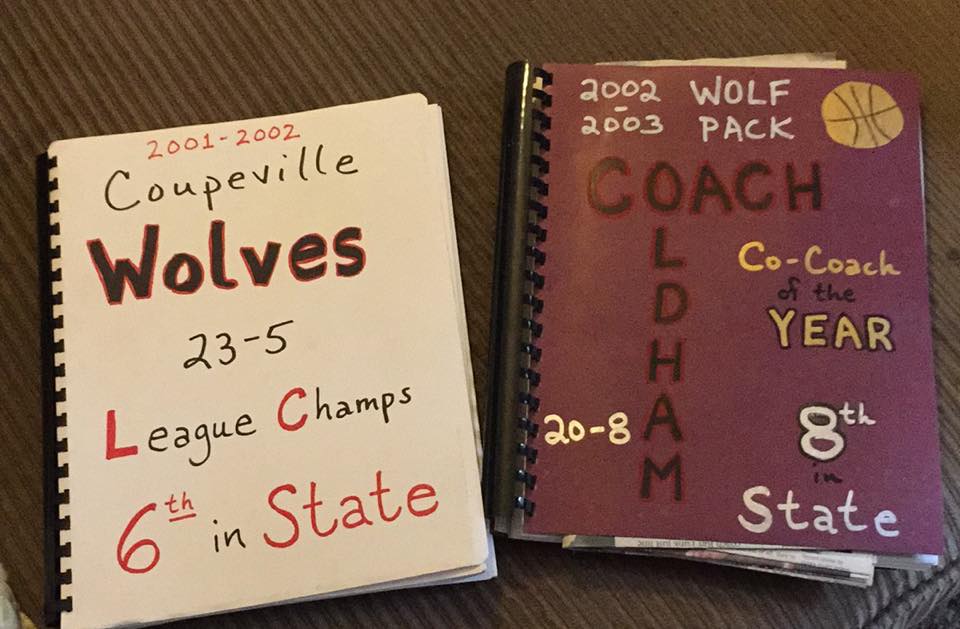 2001-2002
Coupeville
Wolves
23-5
League Champs
6th in State
2002
-
2003
WOLF
PACK
COACH
OLDHAM
Co-Coach
of the
YEAR
20-8
8th
in
State